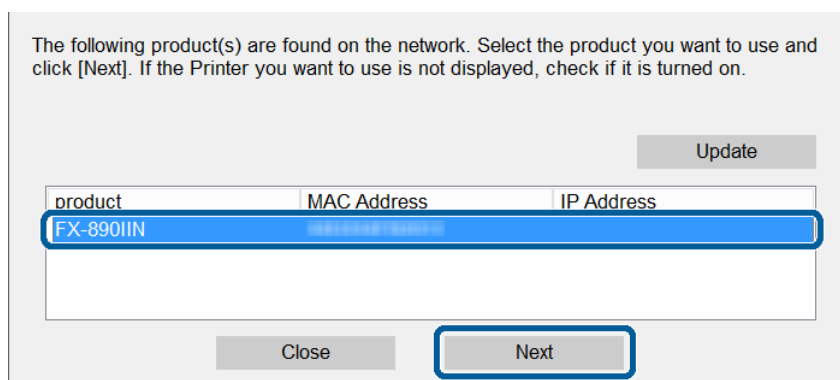 The following product(s) are found on the network. Select the product you want to use and
click [Next]. If the Printer you want to use is not displayed, check if it is turned on.
Update
product MAC Address IP Address
FX-890IIN
Close Next